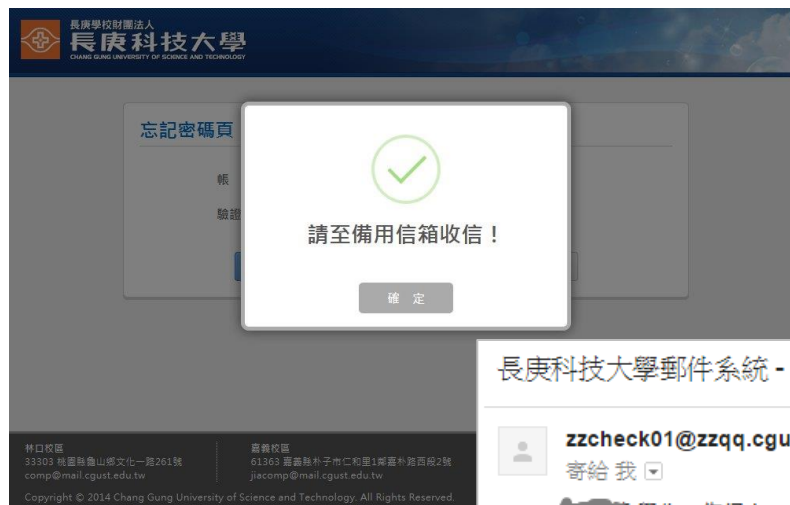 長庚學校財團法人
長庚科技大學
CHANG GUNG UNIVERSITY OF SCIENCE AND TECHNOLOGY
忘記密碼頁
帳
驗證
請至備用信箱收信！
確 定
長庚科技大學郵件系統 -
zzcheck01@zzqq.cgu
寄給 我
林口校區
33303 桃園縣龜山鄉文化一路261號
comp@mail.cgust.edu.tw
嘉義校區
61363 嘉義縣朴子市仁和里1鄰嘉朴路西段2號
jiacomp@mail.cgust.edu.tw
Copyright © 2014 Chang Gung University of Science and Technology. All Rights Reserved.